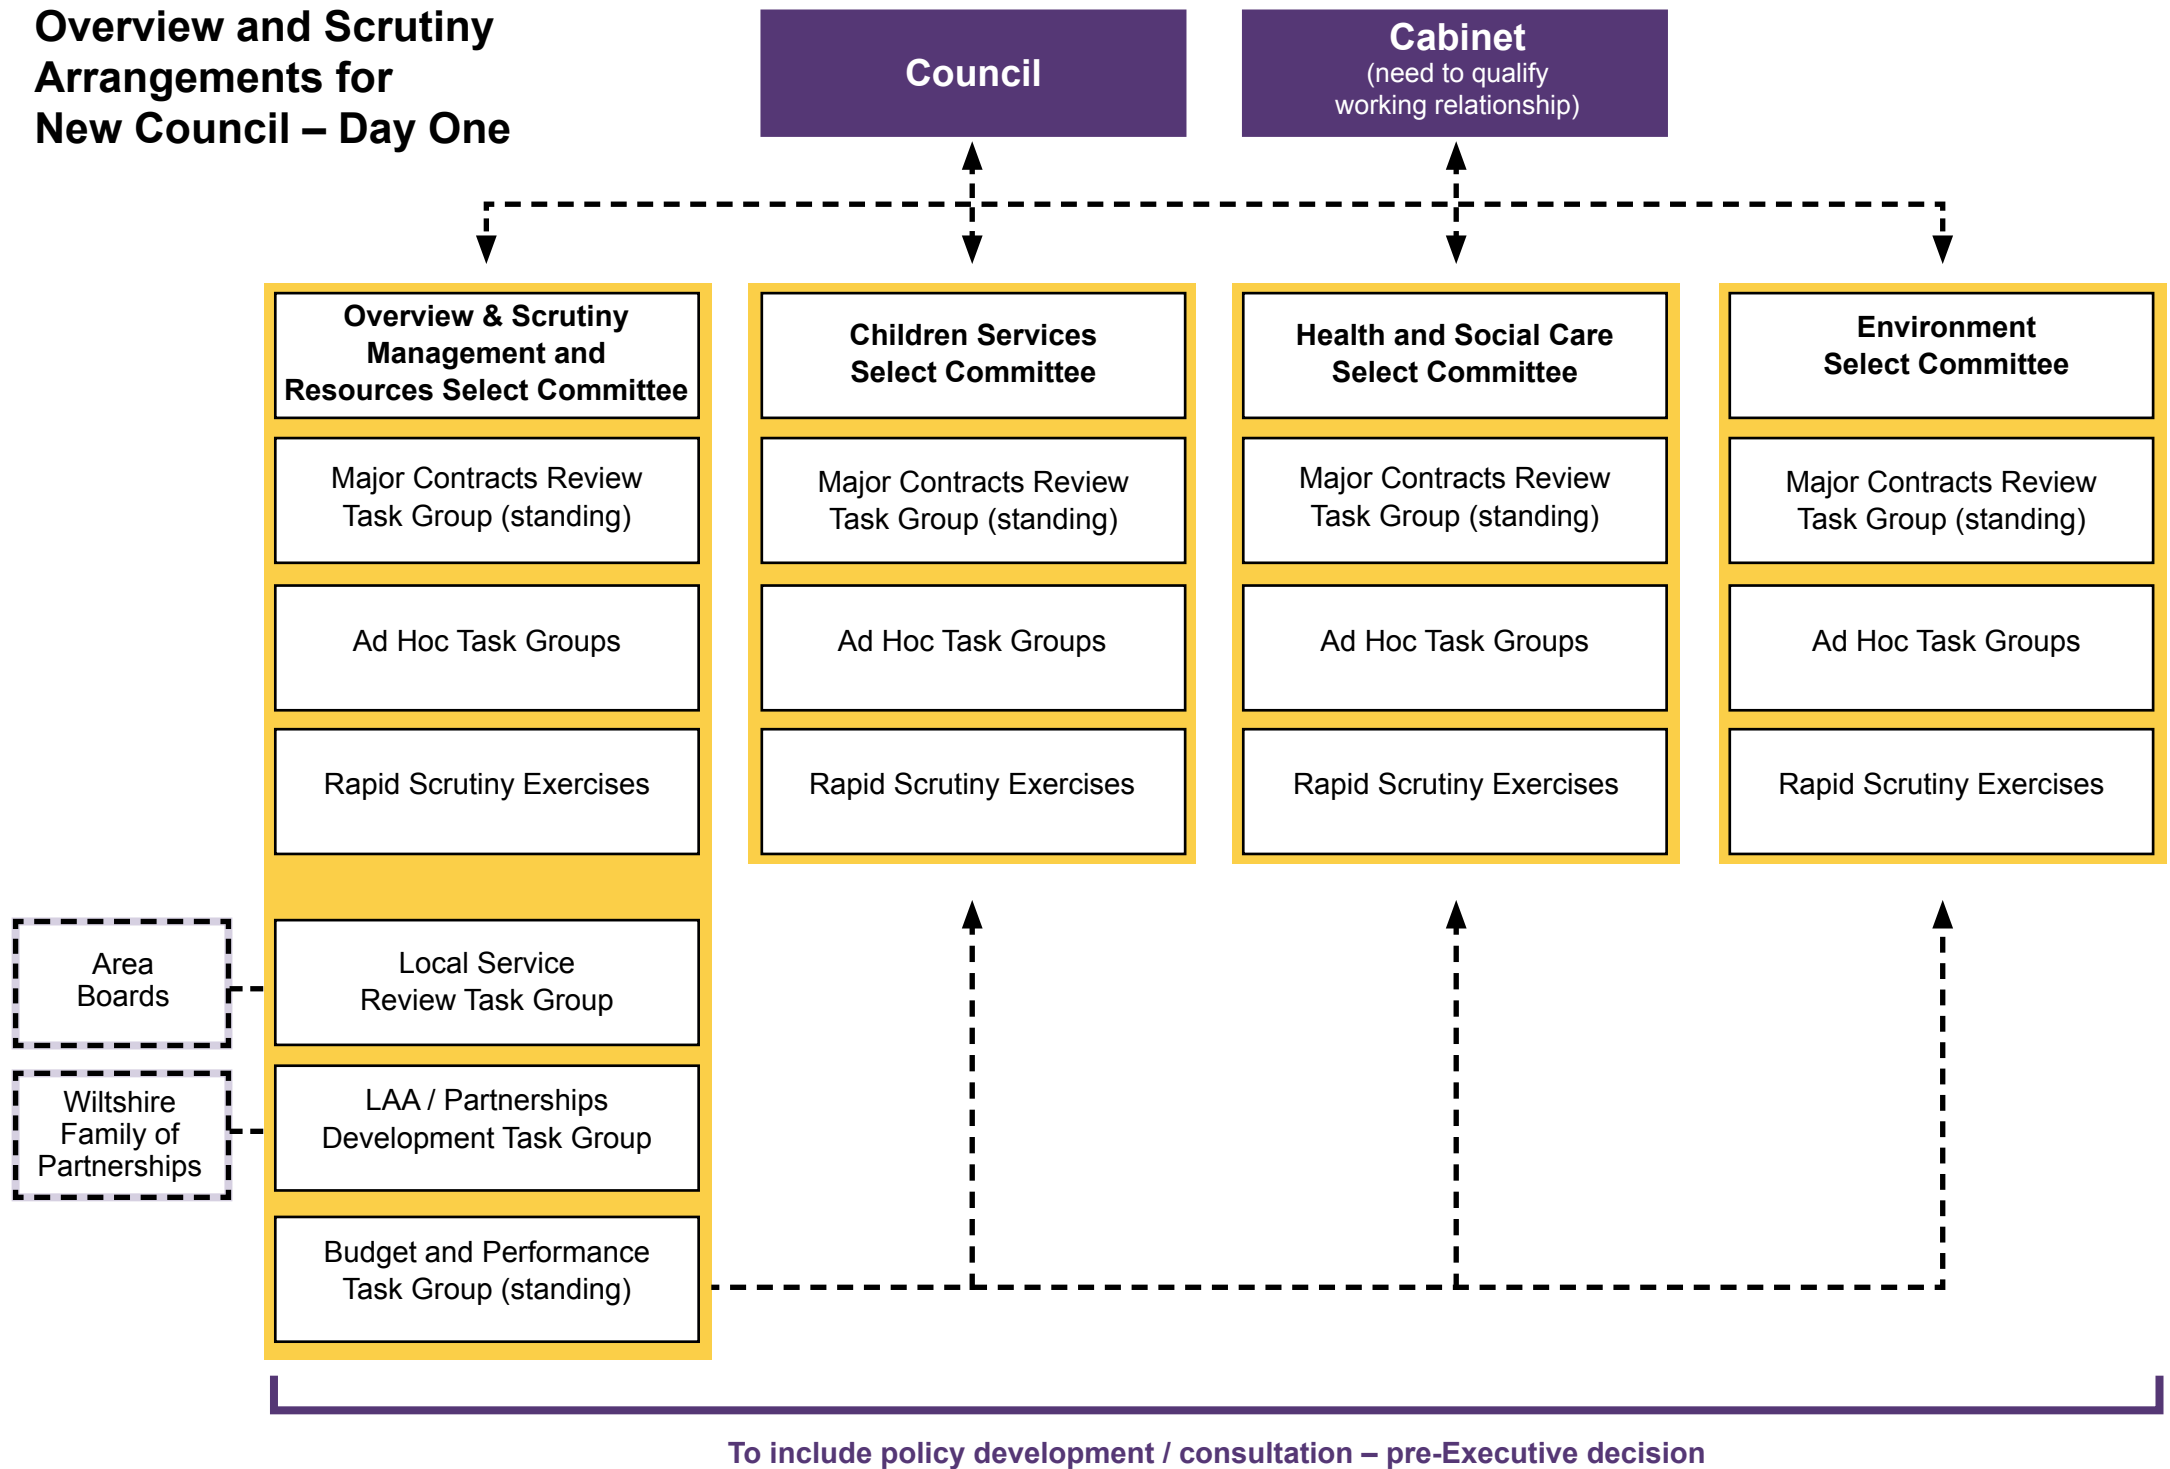 Overview and Scrutiny
Arrangements for
New Council – Day One
Council
Cabinet
(need to qualify
working relationship)
Overview & Scrutiny
Management and
Resources Select Committee
Major Contracts Review
Task Group (standing)
Ad Hoc Task Groups
Rapid Scrutiny Exercises
Local Service
Review Task Group
LAA / Partnerships
Development Task Group
Budget and Performance
Task Group (standing)
Area
Boards
Wiltshire
Family of
Partnerships
Children Services
Select Committee
Major Contracts Review
Task Group (standing)
Ad Hoc Task Groups
Rapid Scrutiny Exercises
Health and Social Care
Select Committee
Major Contracts Review
Task Group (standing)
Ad Hoc Task Groups
Rapid Scrutiny Exercises
Environment
Select Committee
Major Contracts Review
Task Group (standing)
Ad Hoc Task Groups
Rapid Scrutiny Exercises
To include policy development / consultation – pre-Executive decision